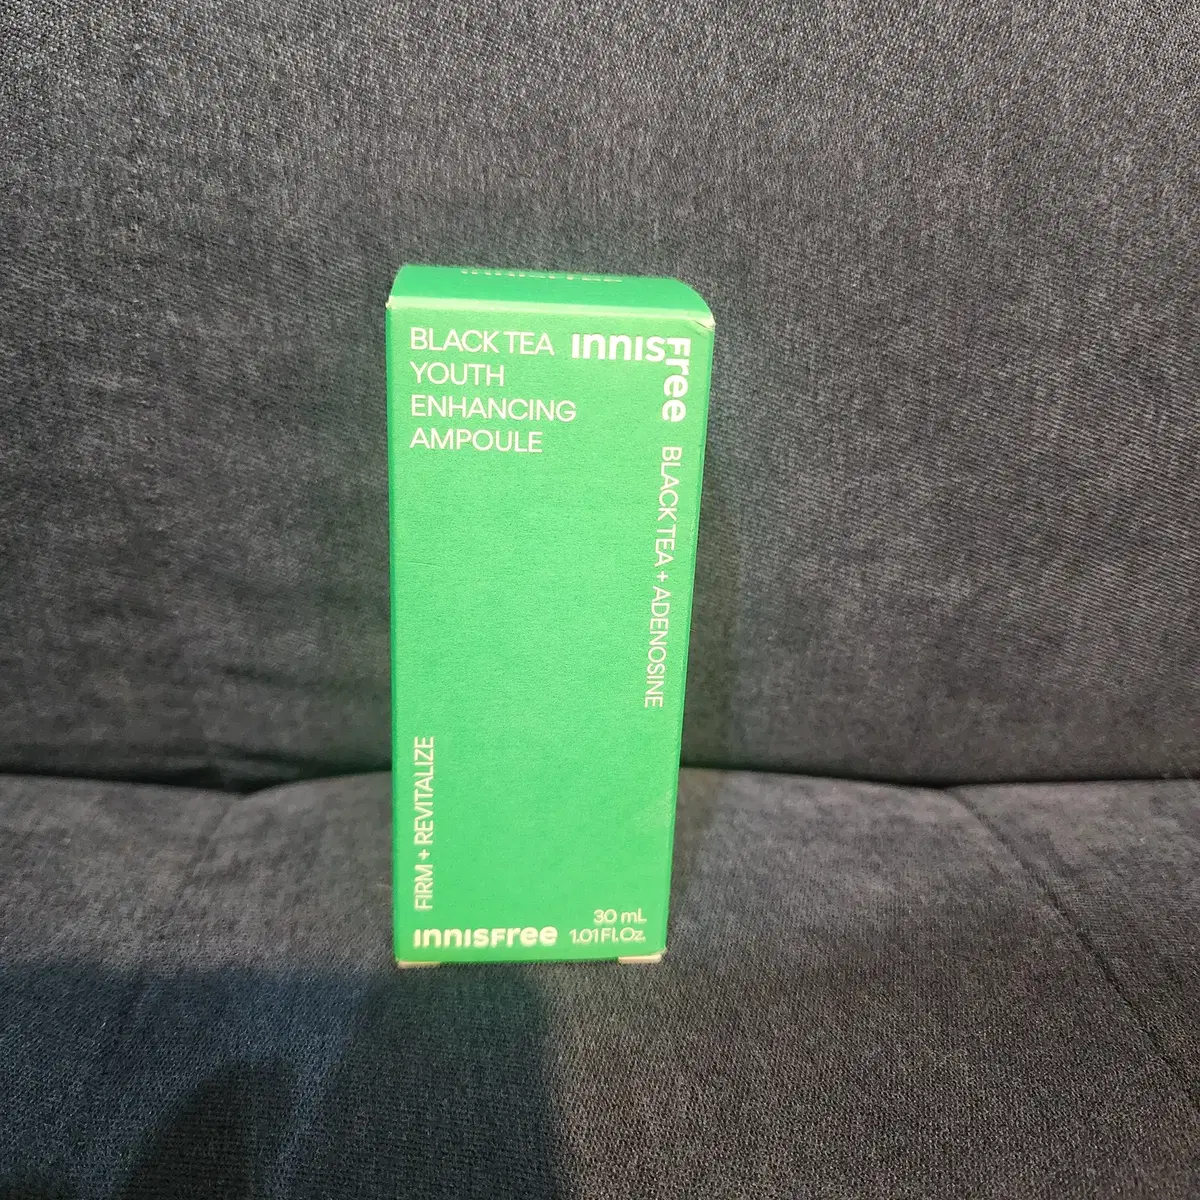 BLACK TEA
YOUTH
ENHANCING
AMPOULE
INNISFree
BLACK TEA + ADENOSINE
FIRM + REVITALIZE
INNISFree
30 mL
1.01 Fl. Oz.